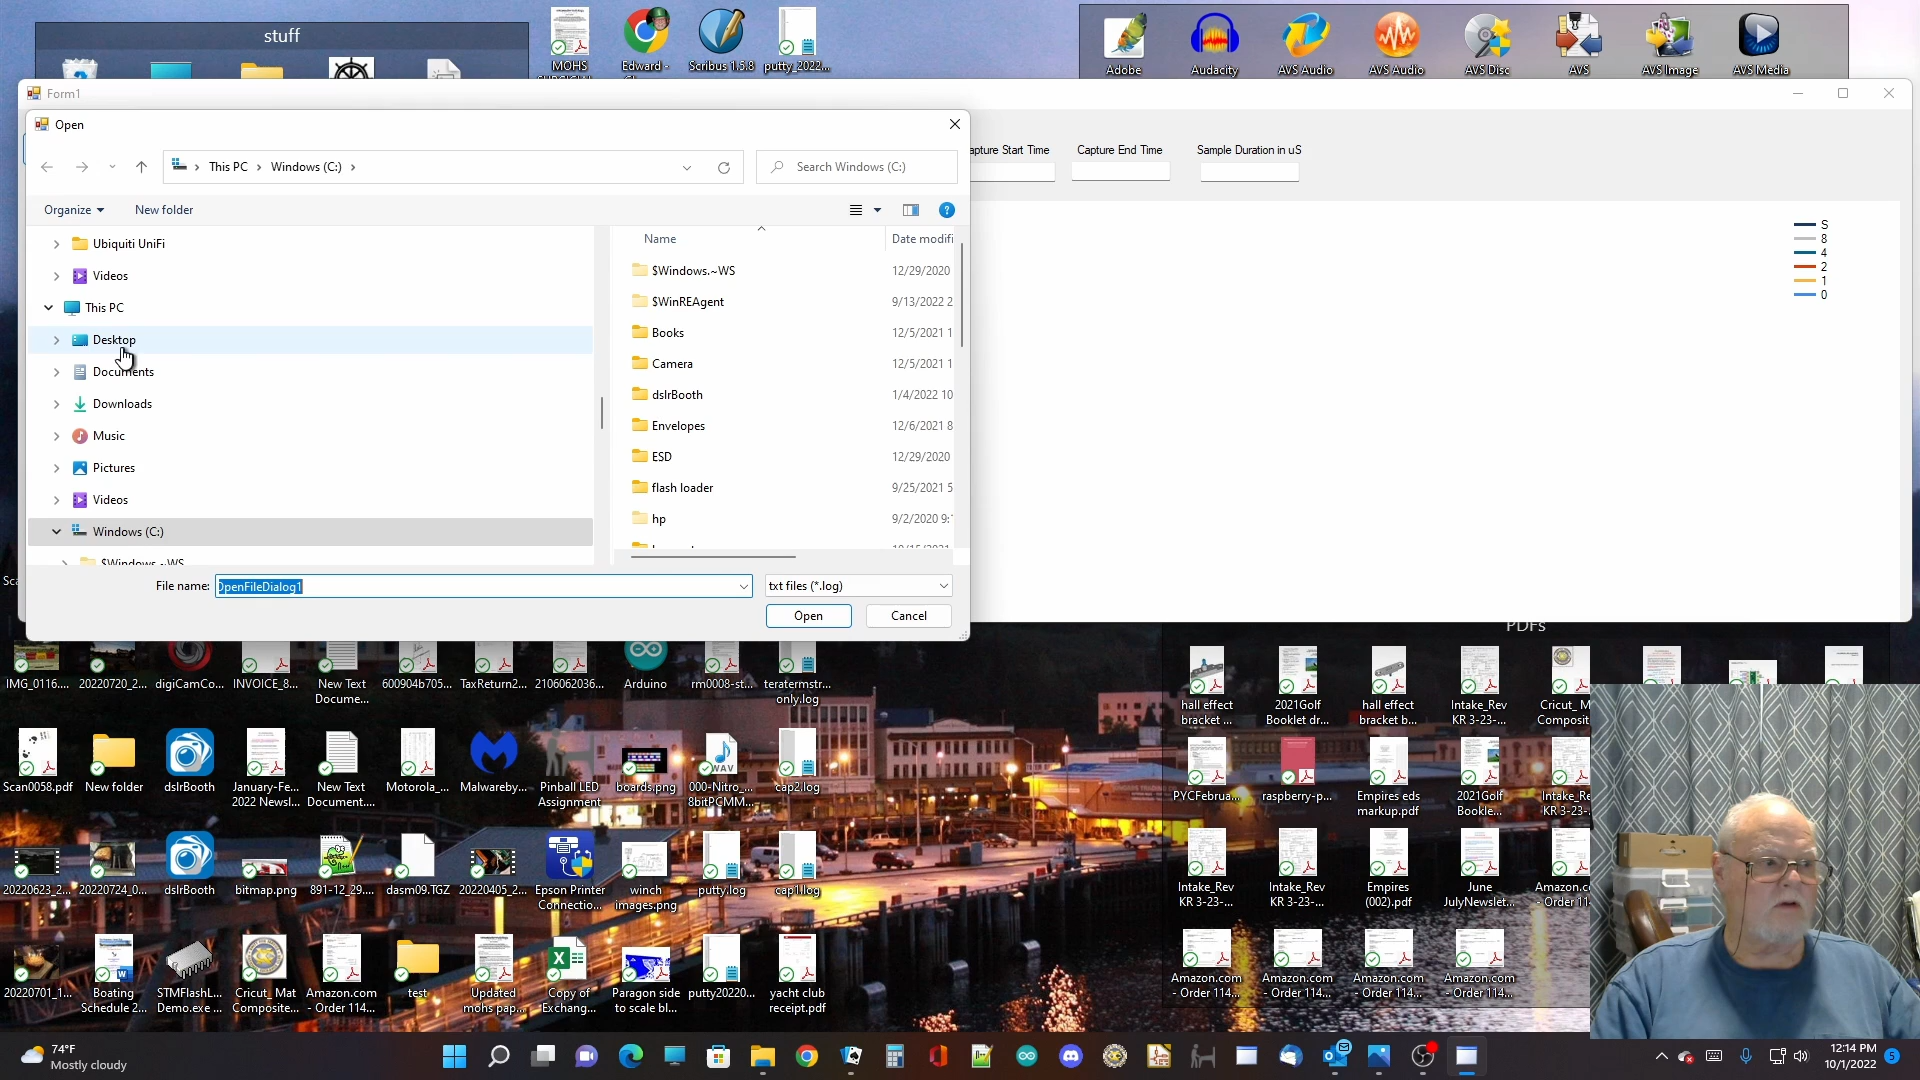 stuff
MOHS
Edward -
Scribus 1.5.8
putty_2022...
Adobe
Audacity
AVS Audio
AVS Audio
AVS Disc
AVS
AVS Image
AVS Media
Form1
Open
This PC
Windows (C:)
Search Windows (C:)
apture Start Time
Capture End Time
Sample Duration in uS
Organize
New folder
Name
Date modifi
Ubiquiti UniFi
Videos
This PC
Desktop
Documents
Downloads
Music
Pictures
Videos
Windows (C:)
$Windows.~WS
$Windows.~WS 12/29/2020
$WinREAgent 9/13/2022 2
Books 12/5/2021 1
Camera 12/5/2021 1
dslrBooth 1/4/2022 10
Envelopes 12/6/2021 8
ESD 12/29/2020
flash loader 9/25/2021 5
hp 9/2/2020 9:
S
8
4
2
1
0
File name:
OpenFileDialog1
txt files (*.log)
Open
Cancel
PDFs
IMG_0116....
20220720_2...
digiCamCo...
INVOICE_8...
New Text
Docume...
600904b705...
TaxReturn2...
2106062036...
Arduino
rm0008-st...
teratermstr...
only.log
Scan0058.pdf
New folder
dslrBooth
January-Fe...
2022 Newsl...
New Text
Document....
Motorola_...
Malwareby...
Pinball LED
Assignment
boards.png
000-Nitro_...
8bitPCMM...
cap2.log
20220623_2...
20220724_0...
dslrBooth
bitmap.png
891-12_29....
dasm09.TGZ
20220405_2...
Epson Printer
Connectio...
winch
images.png
putty.log
cap1.log
20220701_1...
Boating
Schedule 2...
STMFlashL...
Demo.exe ...
Cricut_ Mat
Composite...
Amazon.com
- Order 114...
test
Updated
mohs pap...
Copy of
Exchang...
Paragon side
to scale bl...
putty20220...
yacht club
receipt.pdf
hall effect
bracket ...
2021Golf
Booklet dr...
hall effect
bracket b...
Intake_Rev
KR 3-23-...
Cricut_ M
Composit
PYCFebrua...
raspberry-p...
Empires eds
markup.pdf
2021Golf
Bookle...
Intake_Re
KR 3-23-
Intake_Rev
KR 3-23-...
Intake_Rev
KR 3-23-...
Empires
(002).pdf
June
JulyNewslet...
Amazon.co
- Order 11
Amazon.com
- Order 114...
Amazon.com
- Order 114...
Amazon.com
- Order 114...
Amazon.com
- Order 114...
74°F
Mostly cloudy
12:14 PM
10/1/2022
5